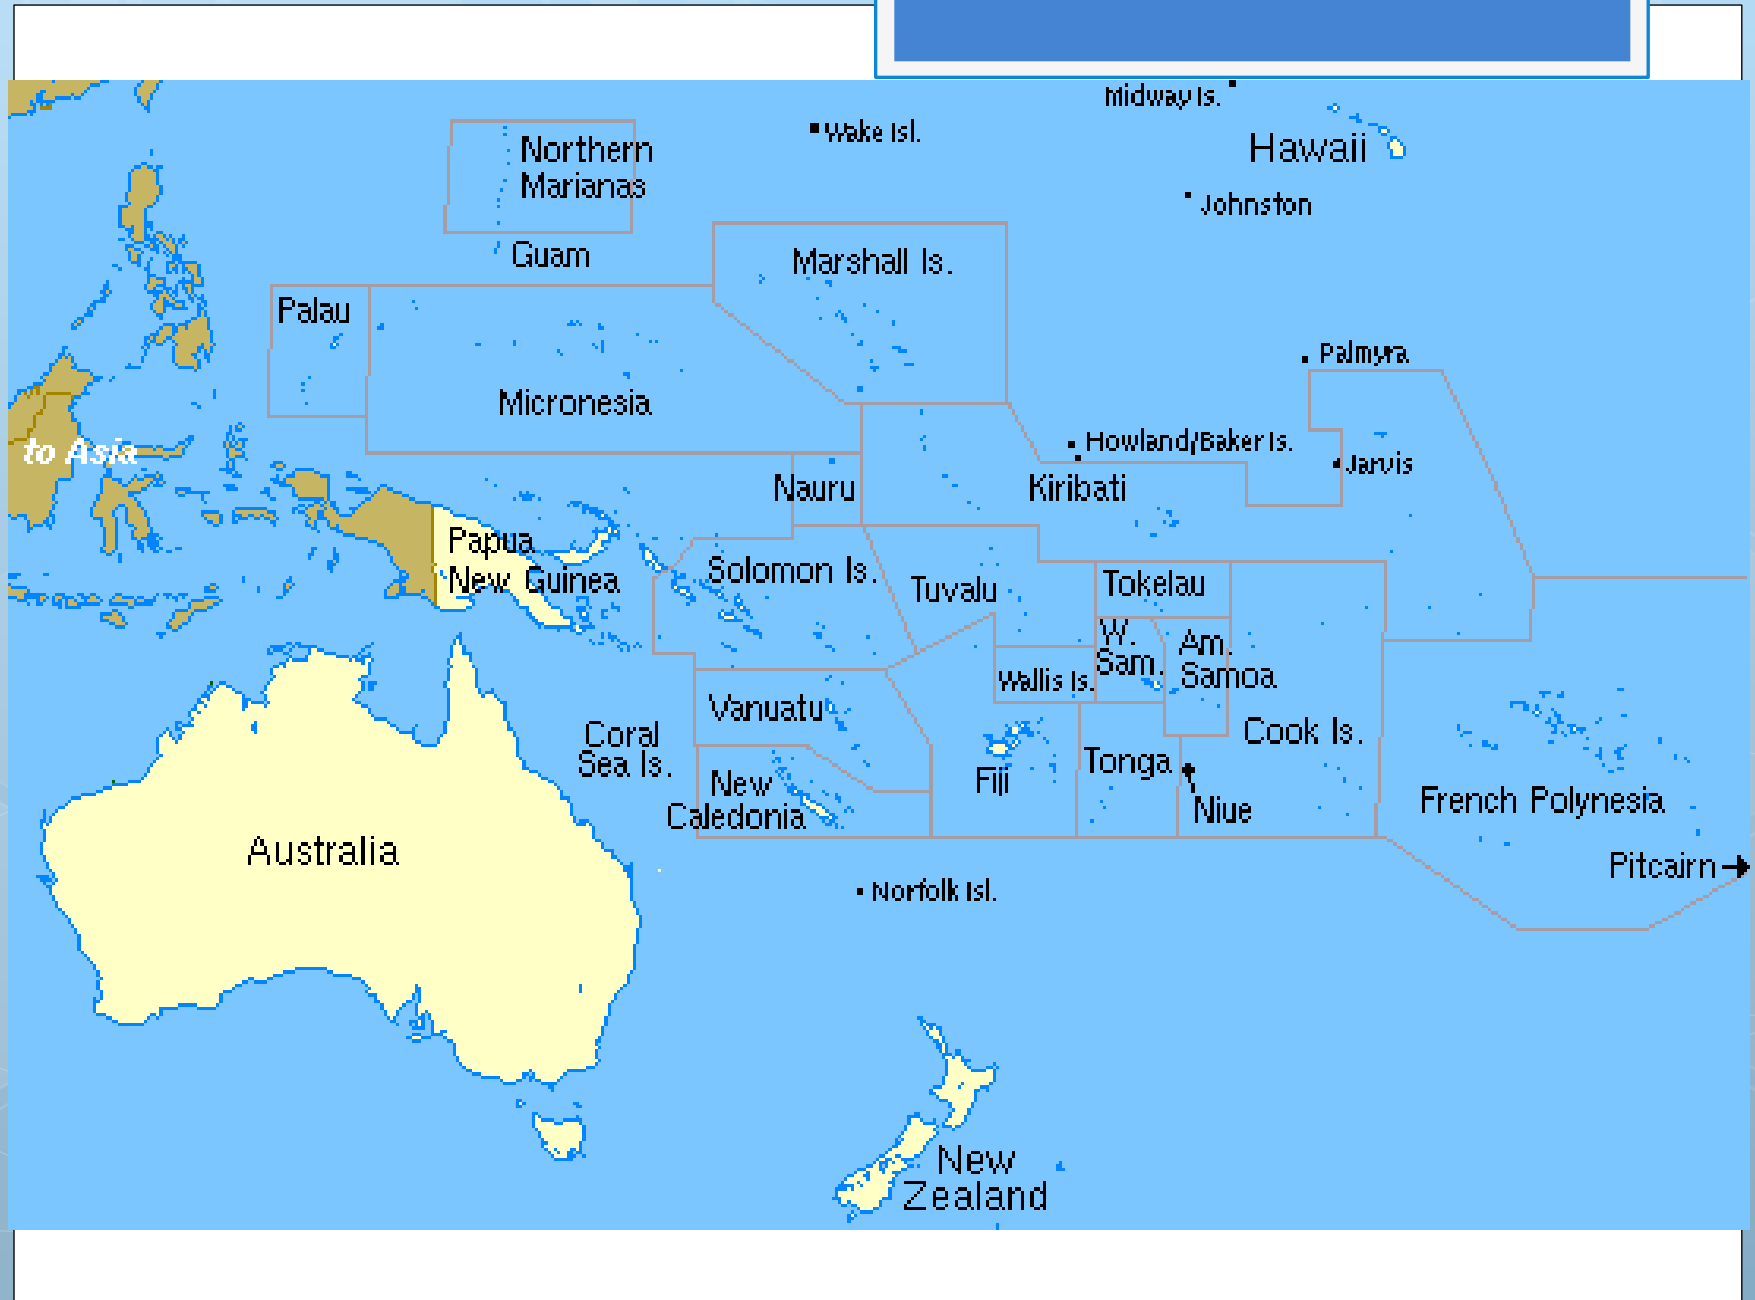 Midway Is.
Wake Isl.
Hawaii
Northern
Marianas
Johnston
Guam
Marshall Is.
Palau
Palmyra
Micronesia
Howland/Baker Is.
to Asia
Jarvis
Nauru
Kiribati
Papua
New Guinea
Solomon Is.
Tuvalu
Tokelau
W.
Sam.
Am.
Samoa
Wallis Is.
Vanuatu
Coral
Sea Is.
Cook Is.
Tonga
Fiji
New
Caledonia
Niue
French Polynesia
Australia
Pitcairn
Norfolk Isl.
New
Zealand